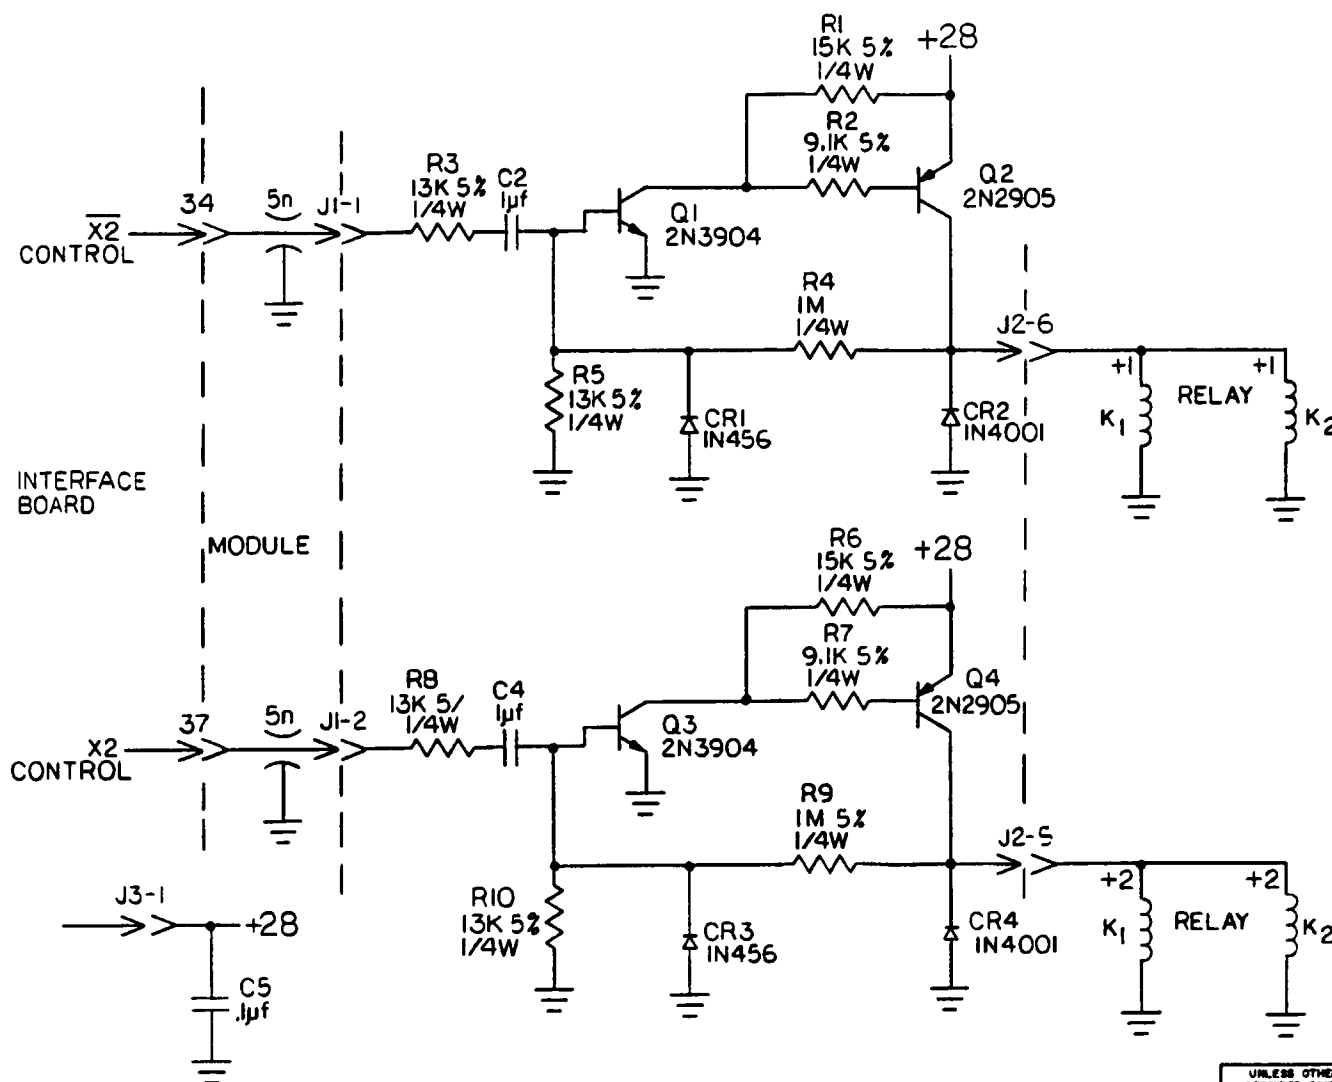 R1
15K 5%
1/4W
+28
R2
9.1K 5%
1/4W
Q2
2N2905
R3
13K 5%
1/4W
C2
1µf
34
5n
J1-1
X2
CONTROL
Q1
2N3904
R4
1M
1/4W
J2-6
R5
13K 5%
1/4W
CR1
1N456
CR2
1N4001
+1
RELAY
+1
K1
K2
INTERFACE
BOARD
MODULE
R6
15K 5%
1/4W
+28
R7
9.1K 5%
1/4W
Q4
2N2905
R8
13K 5/
1/4W
C4
1µf
37
5n
J1-2
X2
CONTROL
Q3
2N3904
R9
1M 5%
1/4W
J2-5
R10
13K 5%
1/4W
CR3
1N456
CR4
1N4001
+2
RELAY
+2
K1
K2
J3-1
+28
C5
.1µf
UNLESS OTHE